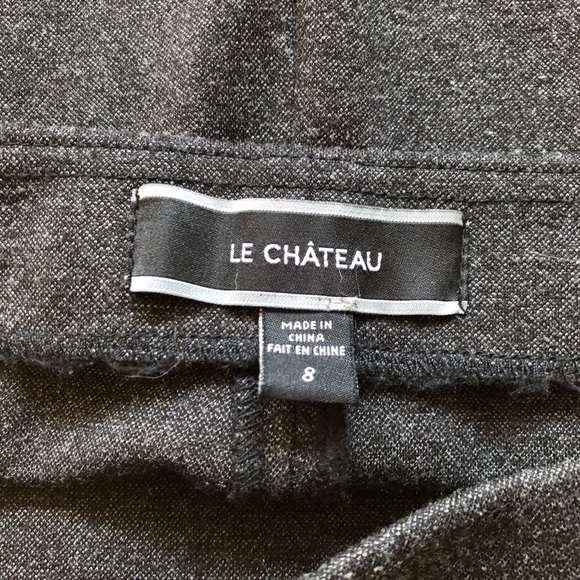 LE CHÂTEAU
MADE IN
CHINA
FAIT EN CHINE
8